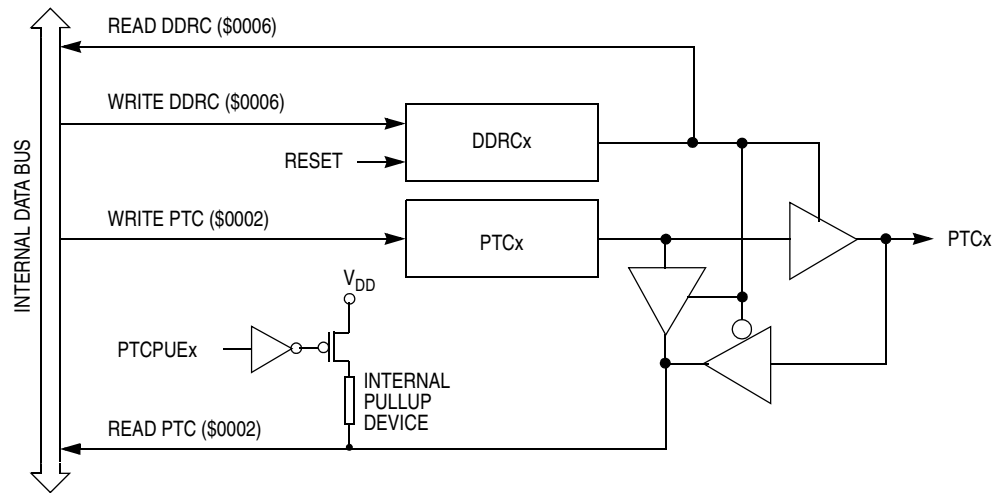 READ DDRC ($0006)
WRITE DDRC ($0006)
DDRCx
RESET
WRITE PTC ($0002)
PTCx
PTCx
INTERNAL DATA BUS
VDD
PTCPUEx
INTERNAL
PULLUP
DEVICE
READ PTC ($0002)